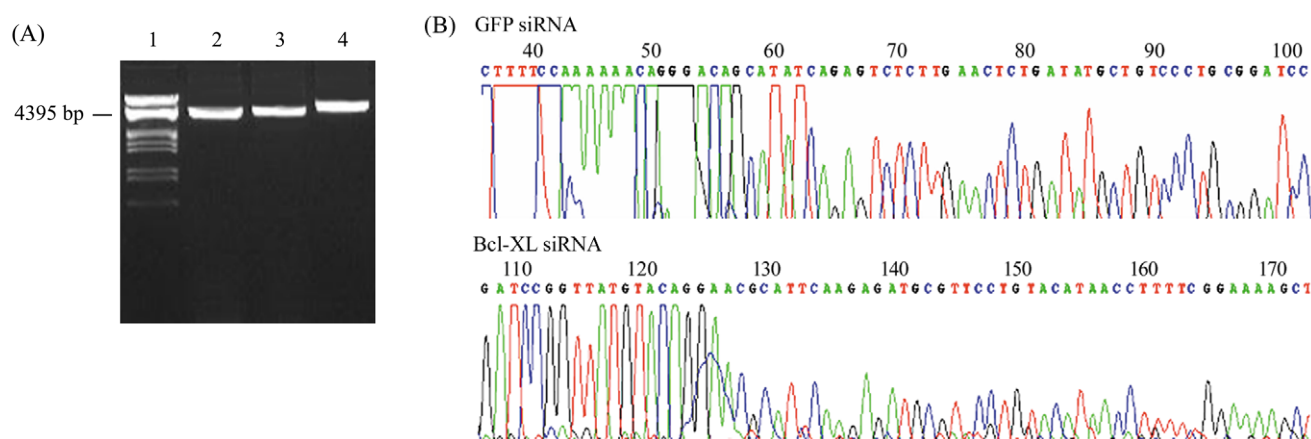 (A)
1 2 3 4
4395 bp
(B)
GFP siRNA
40 50 60 70 80 90 100
CTTTTCCAAAAAACAGGGACAGCATATCAGAGTCTCTTGAACTCTGATATGCTGTCCCTGCGGATCC
Bcl-XL siRNA
110 120 130 140 150 160 170
GATCCGGTTATGTACAGGAACGCATTCAAGAGATGCGTTCCTGTACATAACCTTTTCGGAAAAGCT